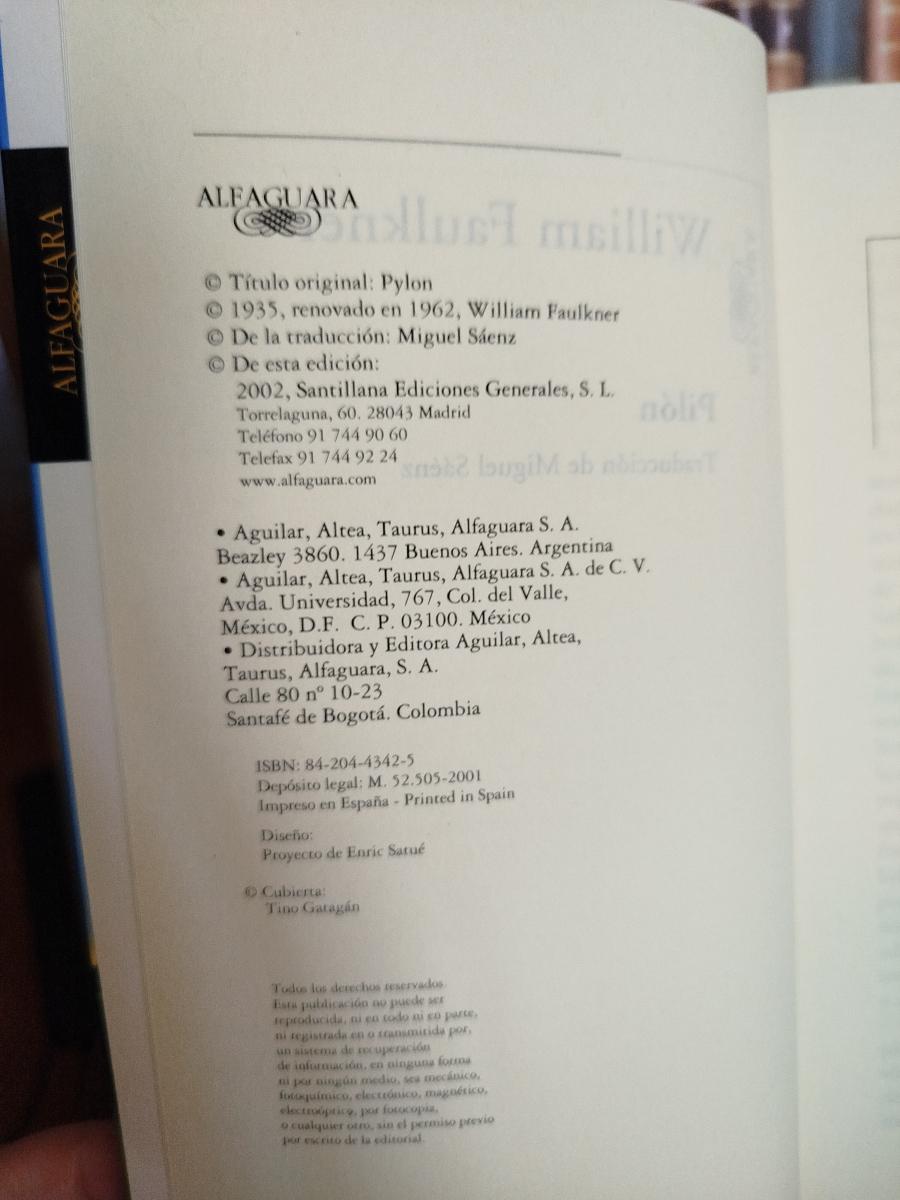 ALFAGUARA
ALFAGUARA
© Título original: Pylon
© 1935, renovado en 1962, William Faulkner
© De la traducción: Miguel Sáenz
© De esta edición:
2002, Santillana Ediciones Generales, S. L.
Torrelaguna, 60. 28043 Madrid
Teléfono 91 744 90 60
Telefax 91 744 92 24
www.alfaguara.com
• Aguilar, Altea, Taurus, Alfaguara S. A.
Beazley 3860. 1437 Buenos Aires. Argentina
• Aguilar, Altea, Taurus, Alfaguara S. A. de C. V.
Avda. Universidad, 767, Col. del Valle,
México, D.F. C. P. 03100. México
• Distribuidora y Editora Aguilar, Altea,
Taurus, Alfaguara, S. A.
Calle 80 nº 10-23
Santafé de Bogotá. Colombia
ISBN: 84-204-4342-5
Depósito legal: M. 52.505-2001
Impreso en España - Printed in Spain
Diseño:
Proyecto de Enric Satué
© Cubierta:
Tino Gatagán
Todos los derechos reservados.
Esta publicación no puede ser
reproducida, ni en todo ni en parte,
ni registrada en o transmitida por,
un sistema de recuperación
de información, en ninguna forma
ni por ningún medio, sea mecánico,
fotoquímico, electrónico, magnético,
electroóptico, por fotocopia,
o cualquier otro, sin el permiso previo
por escrito de la editorial.
William Faulkner
Pilón
Traducción de Miguel Sáenz